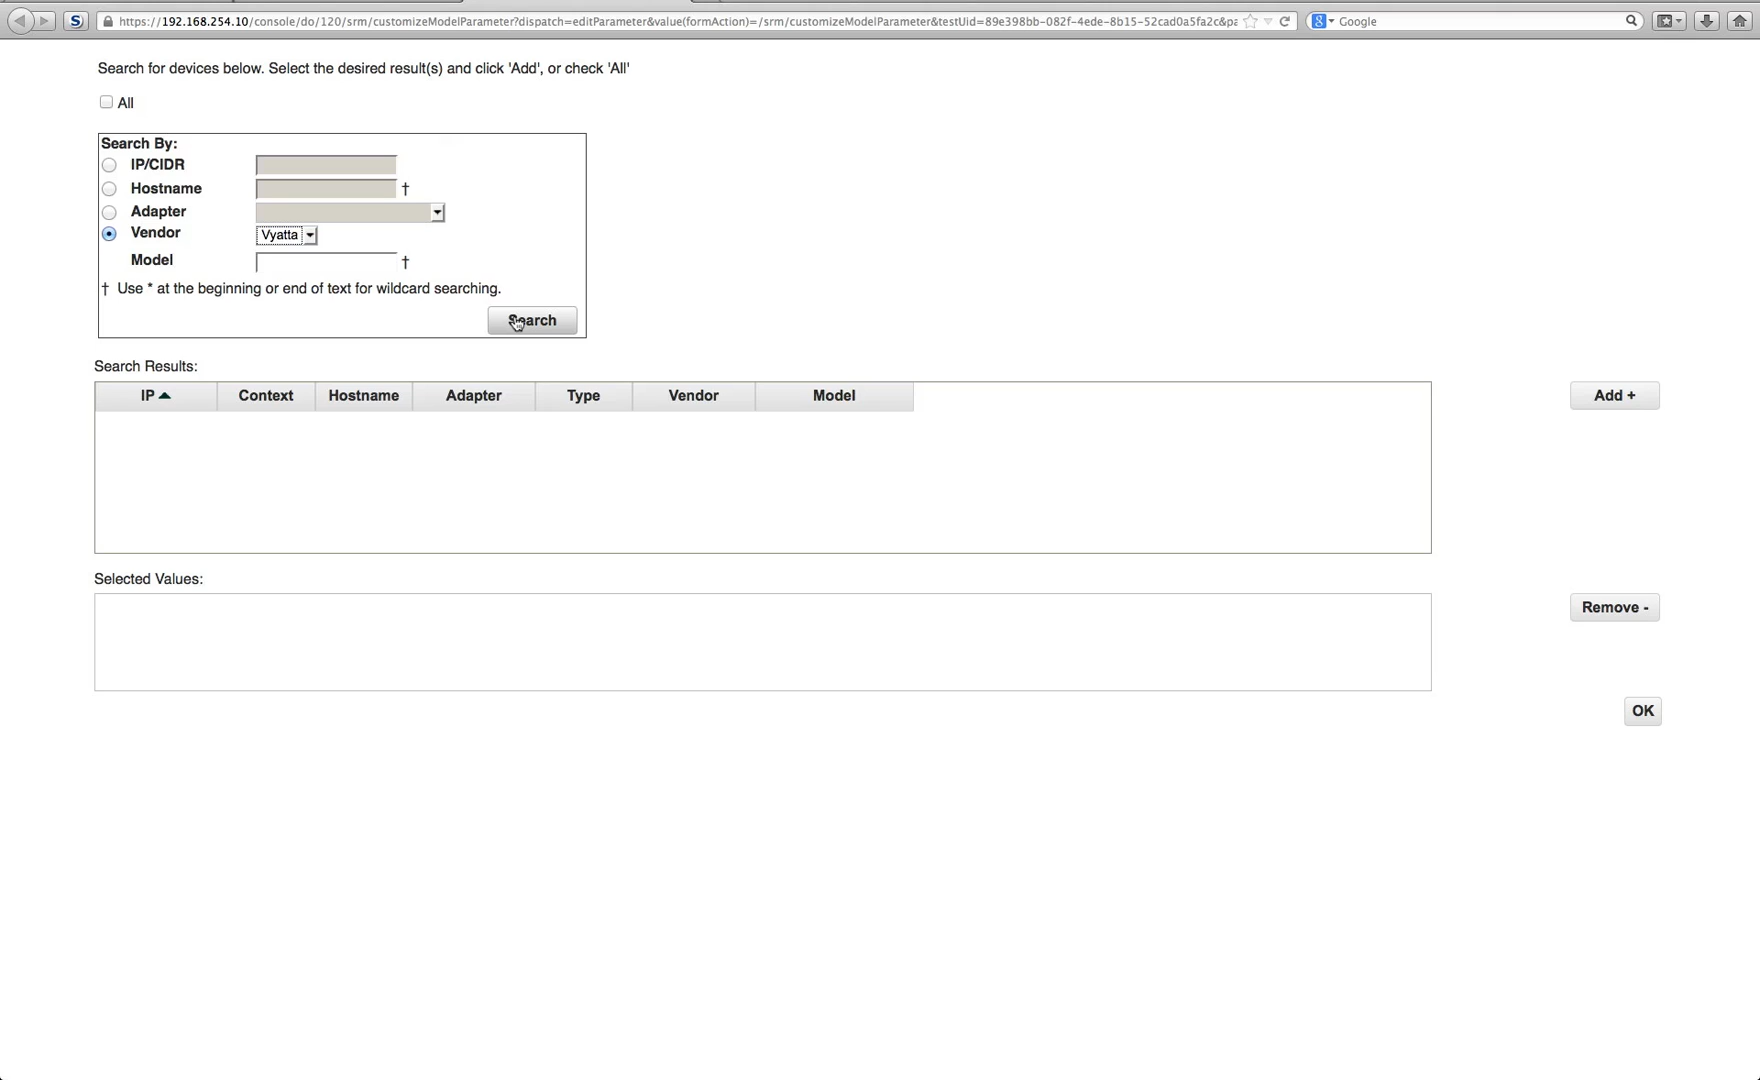 S https://192.168.254.10/console/do/120/srm/customizeModelParameter?dispatch=editParameter&value(formAction)=/srm/customizeModelParameter&testUid=89e398bb-082f-4ede-8b15-52cad0a5fa2c&pa Google
Search for devices below. Select the desired result(s) and click 'Add', or check 'All'
All
Search By:
IP/CIDR
Hostname †
Adapter
Vendor Vyatta
Model †
† Use * at the beginning or end of text for wildcard searching.
Search
Search Results:
IP Context Hostname Adapter Type Vendor Model Add +
Selected Values:
Remove -
OK